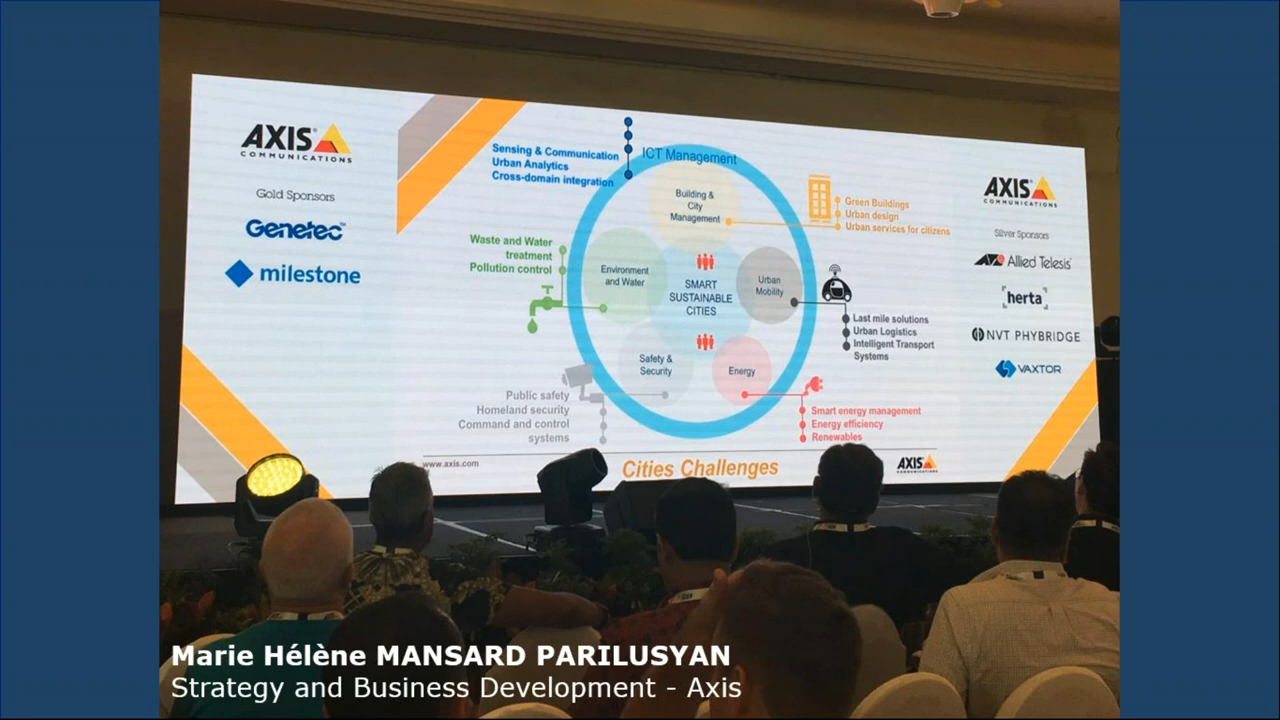 AXIS
COMMUNICATIONS
Gold Sponsors
Genetec
milestone
Sensing & Communication
Urban Analytics
Cross-domain integration
ICT Management
Building &
City
Management
Green Buildings
Urban design
Urban services for citizens
Waste and Water
treatment
Pollution control
Environment
and Water
SMART
SUSTAINABLE
CITIES
Urban
Mobility
Last mile solutions
Urban Logistics
Intelligent Transport
Systems
Safety &
Security
Energy
Public safety
Homeland security
Command and control
systems
Smart energy management
Energy efficiency
Renewables
www.axis.com
Cities Challenges
AXIS
COMMUNICATIONS
AXIS
COMMUNICATIONS
Silver Sponsors
Allied Telesis
herta
NVT PHYBRIDGE
VAXTOR
Marie Hélène MANSARD PARILUSYAN
Strategy and Business Development - Axis